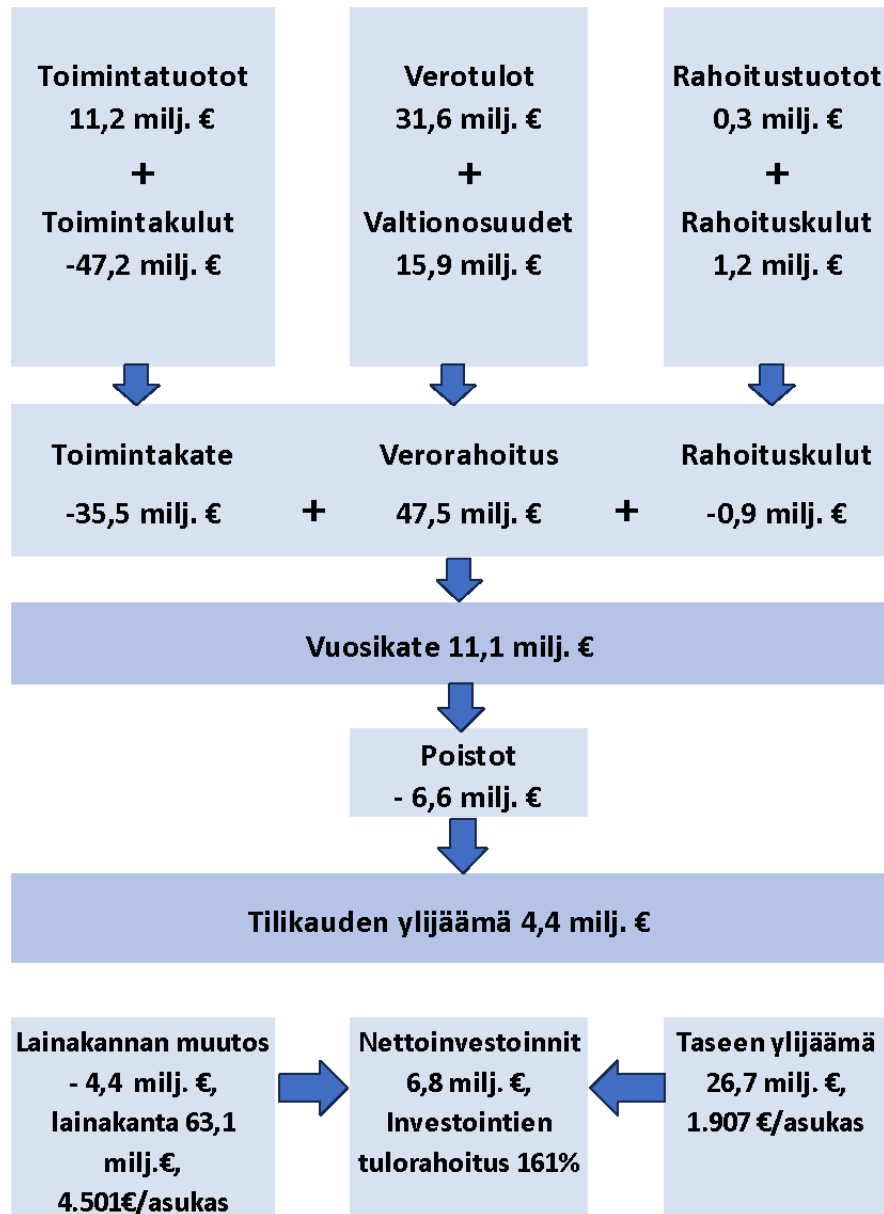 Toimintatuotot
11,2 milj. €
+
Toimintakulut
-47,2 milj. €
Verotulot
31,6 milj. €
+
Valtionosuudet
15,9 milj. €
Rahoitustuotot
0,3 milj. €
+
Rahoituskulut
1,2 milj. €
Toimintakate
-35,5 milj. €
+
Verorahoitus
47,5 milj. €
+
Rahoituskulut
-0,9 milj. €
Vuosikate 11,1 milj. €
Poistot
- 6,6 milj. €
Tilikauden ylijäämä 4,4 milj. €
Lainakannan muutos
- 4,4 milj. €,
lainakanta 63,1
milj.€,
4.501€/asukas
Nettoinvestoinnit
6,8 milj. €,
Investointien
tulorahoitus 161%
Taseen ylijäämä
26,7 milj. €,
1.907 €/asukas